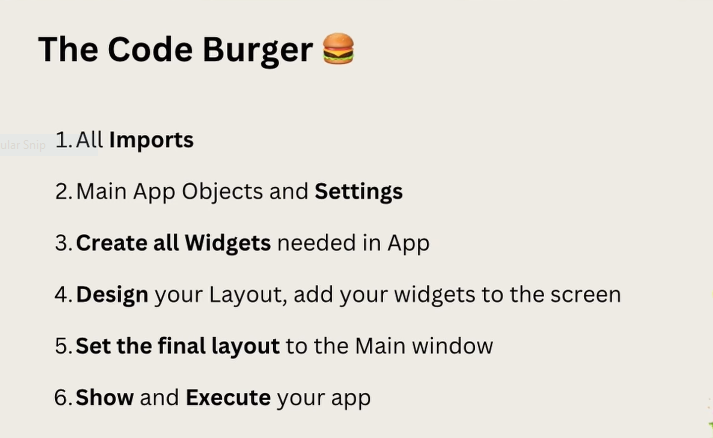 The Code Burger 🍔
1. All Imports
2. Main App Objects and Settings
3. Create all Widgets needed in App
4. Design your Layout, add your widgets to the screen
5. Set the final layout to the Main window
6. Show and Execute your app
ular Snip